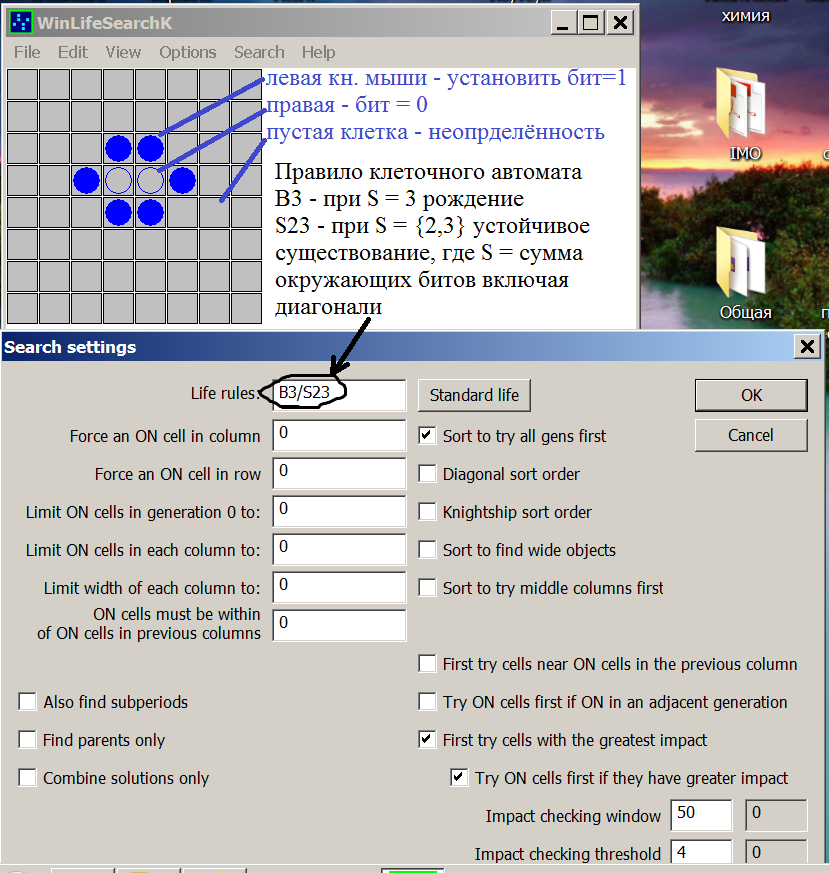 химия
WinLifeSearchK
File Edit View Options Search Help
левая кн. мыши - установить бит=1
правая - бит = 0
пустая клетка - неопрделённость
IMO
Правило клеточного автомата
B3 - при S = 3 рождение
S23 - при S = {2,3} устойчивое
существование, где S = сумма
окружающих битов включая
диагонали
Общая
Search settings
Life rules: B3/S23 Standard life OK
Force an ON cell in column 0 Sort to try all gens first Cancel
Force an ON cell in row 0 Diagonal sort order
Limit ON cells in generation 0 to: 0 Knightship sort order
Limit ON cells in each column to: 0 Sort to find wide objects
Limit width of each column to: 0 Sort to try middle columns first
ON cells must be within
of ON cells in previous columns 0
First try cells near ON cells in the previous column
Also find subperiods Try ON cells first if ON in an adjacent generation
Find parents only First try cells with the greatest impact
Combine solutions only Try ON cells first if they have greater impact
Impact checking window 50 0
Impact checking threshold 4 0